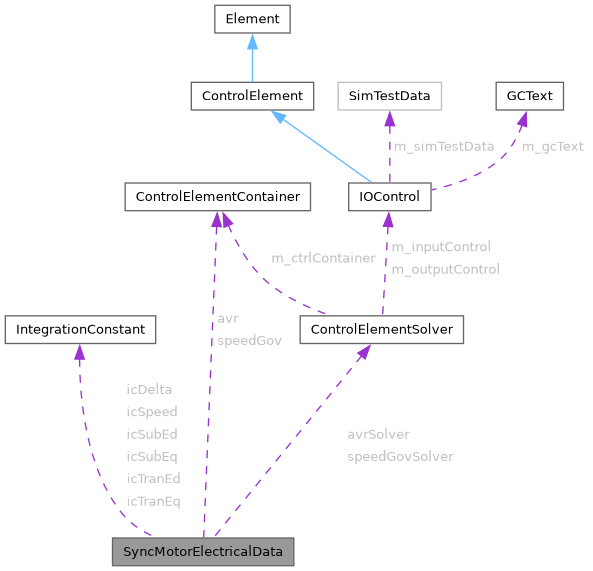 Element
ControlElement
SimTestData
GCText
m_simTestData
m_gcText
ControlElementContainer
IOControl
m_ctrlContainer
m_inputControl
m_outputControl
IntegrationConstant
avr
speedGov
ControlElementSolver
icDelta
icSpeed
icSubEd
icSubEq
icTranEd
icTranEq
avrSolver
speedGovSolver
SyncMotorElectricalData